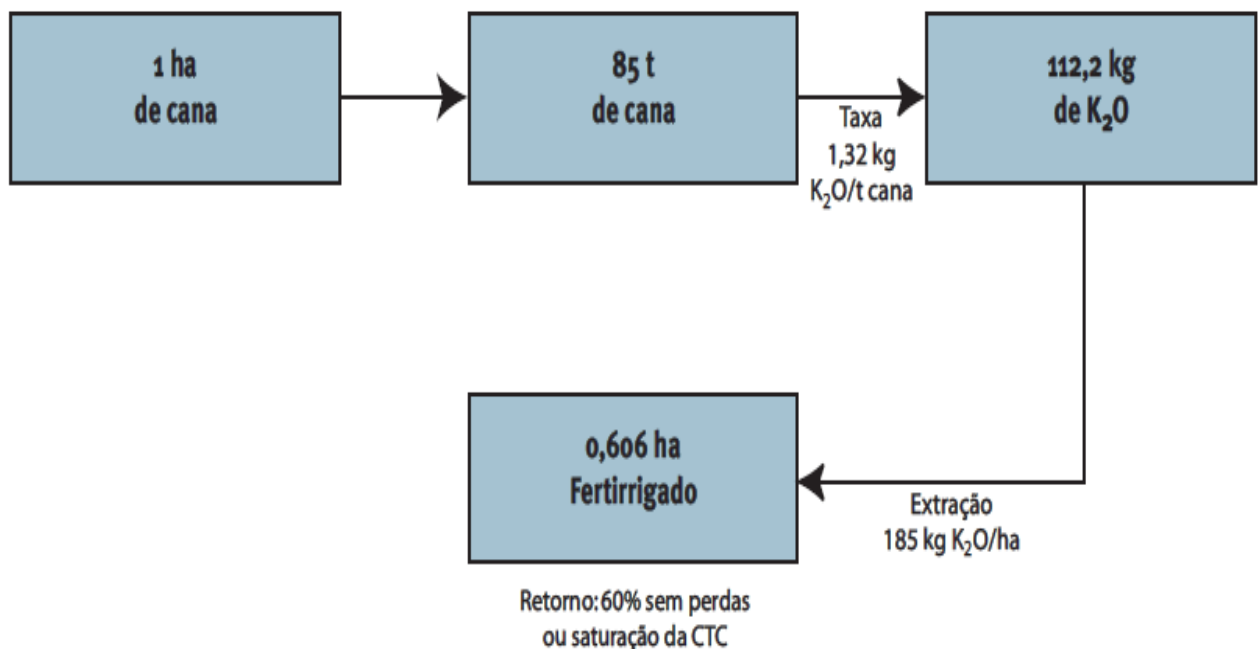 1 ha
de cana
85 t
de cana
Taxa
1,32 kg
K₂O/t cana
112,2 kg
de K₂O
Extração
185 kg K₂O/ha
0,606 ha
Fertirrigado
Retorno: 60% sem perdas
ou saturação da CTC